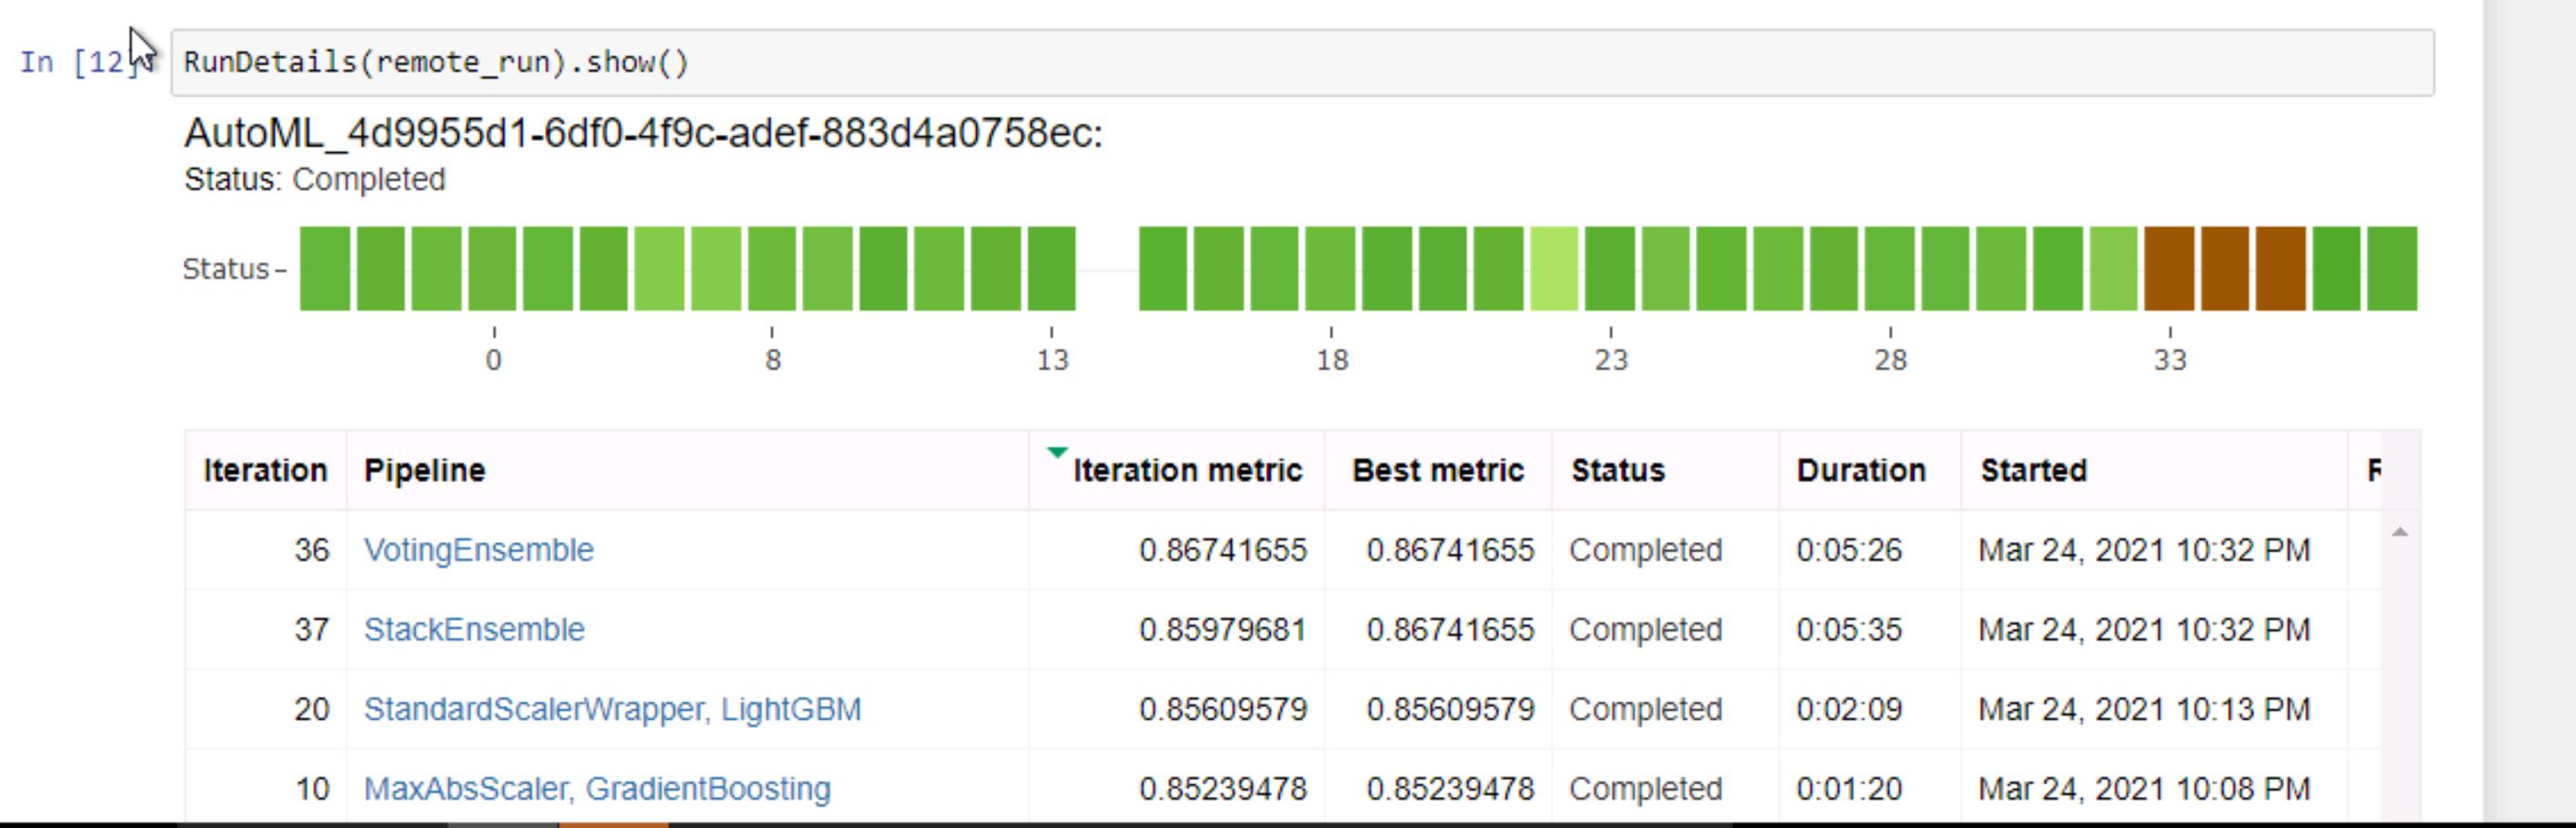 In [12]: RunDetails(remote_run).show()
AutoML_4d9955d1-6df0-4f9c-adef-883d4a0758ec:
Status: Completed
Status
0 8 13 18 23 28 33
Iteration Pipeline Iteration metric Best metric Status Duration Started
36 VotingEnsemble 0.86741655 0.86741655 Completed 0:05:26 Mar 24, 2021 10:32 PM
37 StackEnsemble 0.85979681 0.86741655 Completed 0:05:35 Mar 24, 2021 10:32 PM
20 StandardScalerWrapper, LightGBM 0.85609579 0.85609579 Completed 0:02:09 Mar 24, 2021 10:13 PM
10 MaxAbsScaler, GradientBoosting 0.85239478 0.85239478 Completed 0:01:20 Mar 24, 2021 10:08 PM